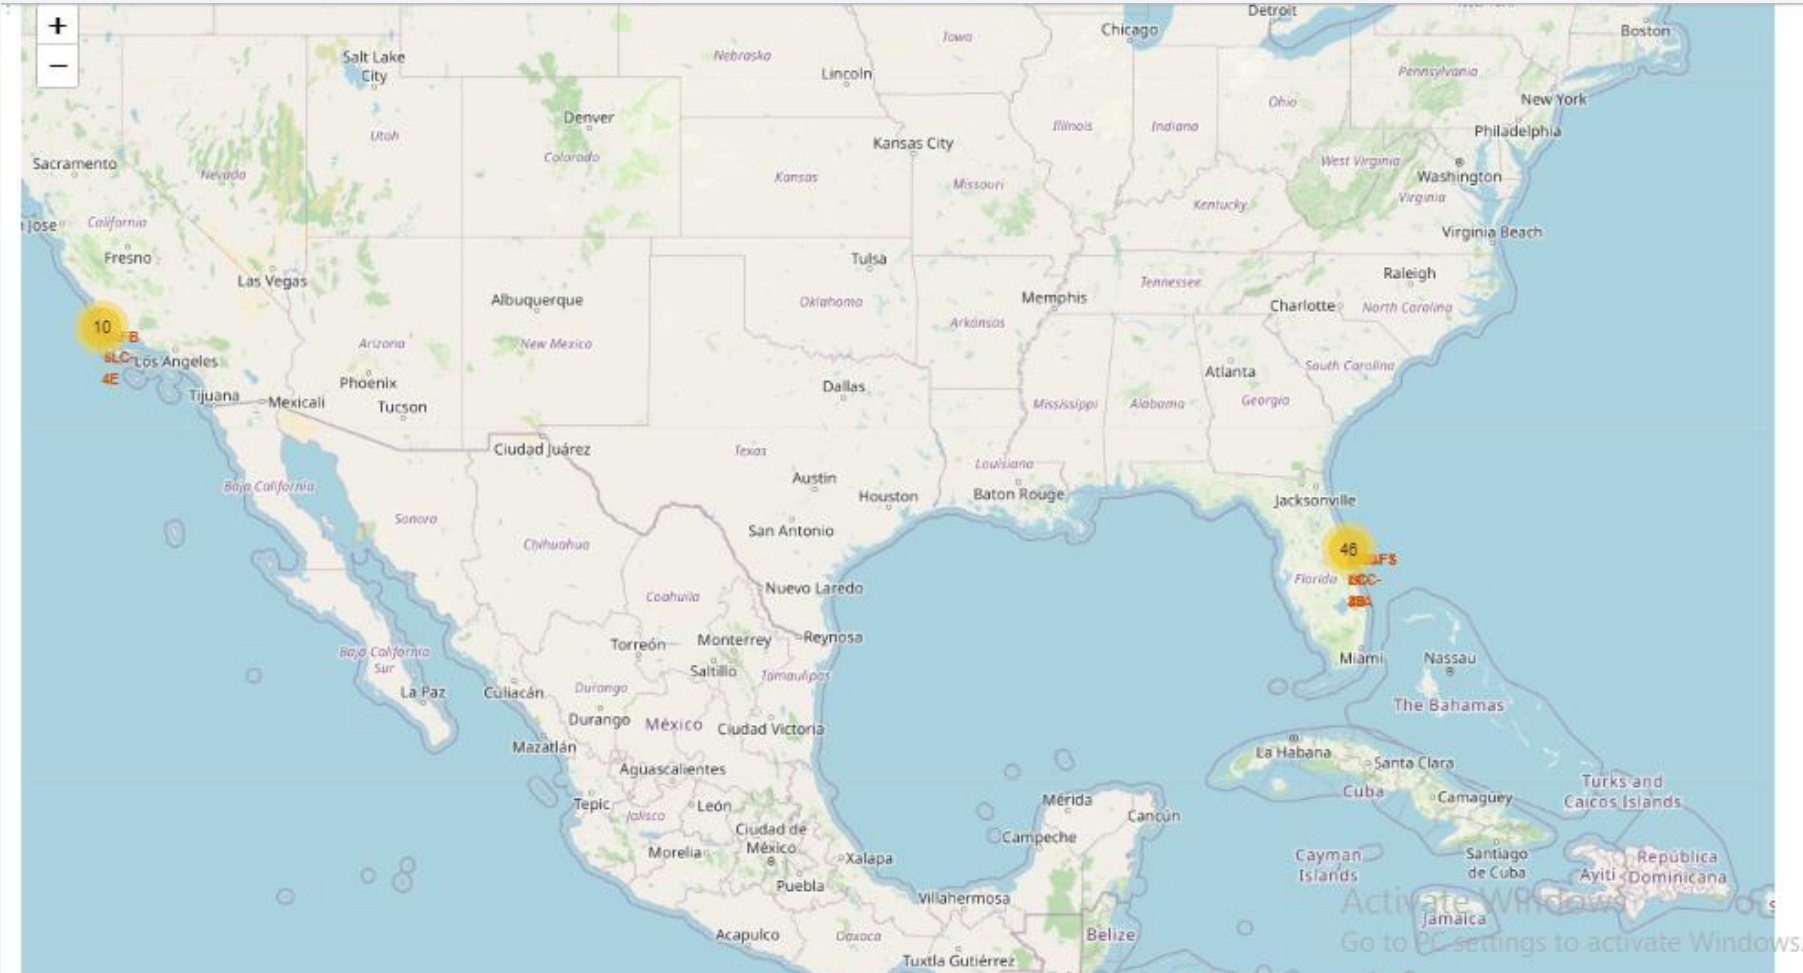 +
−
Detroit
Chicago
Boston
Iowa
Salt Lake
City
Nebraska
Lincoln
Pennsylvania
New York
Ohio
Denver
Philadelphia
Utah
Illinois
Indiana
Kansas City
Colorado
West Virginia
Sacramento
Nevada
Kansas
Missouri
Washington
Virginia
Kentucky
California
Jose
Virginia Beach
Fresno
Tulsa
Las Vegas
Raleigh
Tennessee
Albuquerque
Oklahoma
Memphis
Charlotte
North Carolina
10
Arkansas
FB
Arizona
New Mexico
SLC-
Los Angeles
South Carolina
Atlanta
4E
Phoenix
Dallas
Tijuana
Mexicali
Tucson
Mississippi
Alabama
Georgia
Ciudad Juárez
Texas
Louisiana
Austin
Baja California
Houston
Baton Rouge
Jacksonville
Sonora
San Antonio
Chihuahua
46
AFS
Florida
Nuevo Laredo
Coahuila
Torreón
Monterrey
Reynosa
Baja California
Sur
Saltillo
Tamaulipas
Miami
Nassau
La Paz
Culiacán
Durango
The Bahamas
Durango
México
Ciudad Victoria
Mazatlán
La Habana
Santa Clara
Aguascalientes
Turks and
Caicos Islands
Cuba
Camagüey
Tepic
León
Mérida
Cancún
Jalisco
Ciudad de
México
Campeche
Morelia
Xalapa
Cayman
Islands
Santiago
de Cuba
República
Dominicana
Ayiti
Puebla
Villahermosa
Activate Windows
Jamaica
Acapulco
Oaxaca
Belize
Go to PC settings to activate Windows.
Tuxtla Gutiérrez